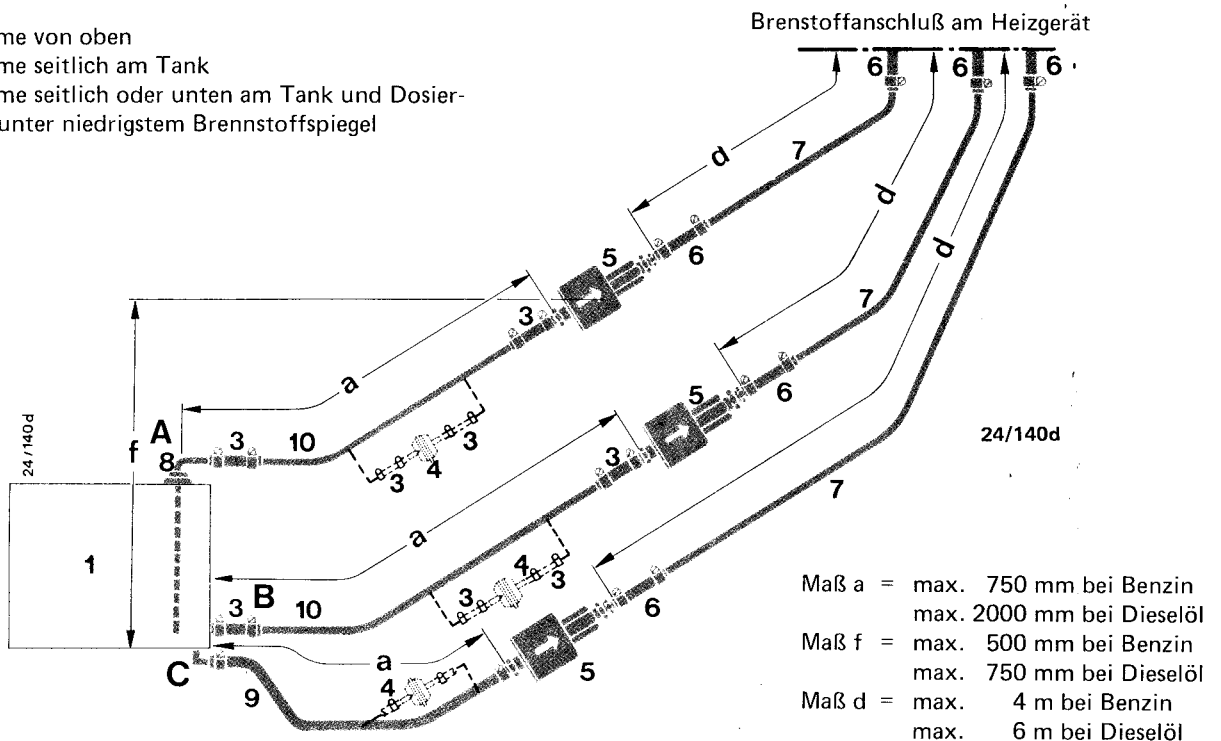 Brenstoffanschluß am Heizgerät
me von oben
me seitlich am Tank
me seitlich oder unten am Tank und Dosier-
unter niedrigstem Brennstoffspiegel
6 6 6
d 7
d
d
5 6
3
7
a
5 6
A 3 10
f 8
3 4 3
24/140d
24/140d
3
7
a
1
4
3 3
B
3 10
6
a
5
C
9
4
Maß a = max. 750 mm bei Benzin
max. 2000 mm bei Dieselöl
Maß f = max. 500 mm bei Benzin
max. 750 mm bei Dieselöl
Maß d = max. 4 m bei Benzin
max. 6 m bei Dieselöl